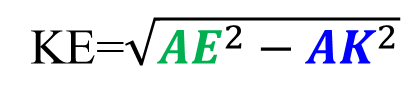 KE=√AE² − AK²